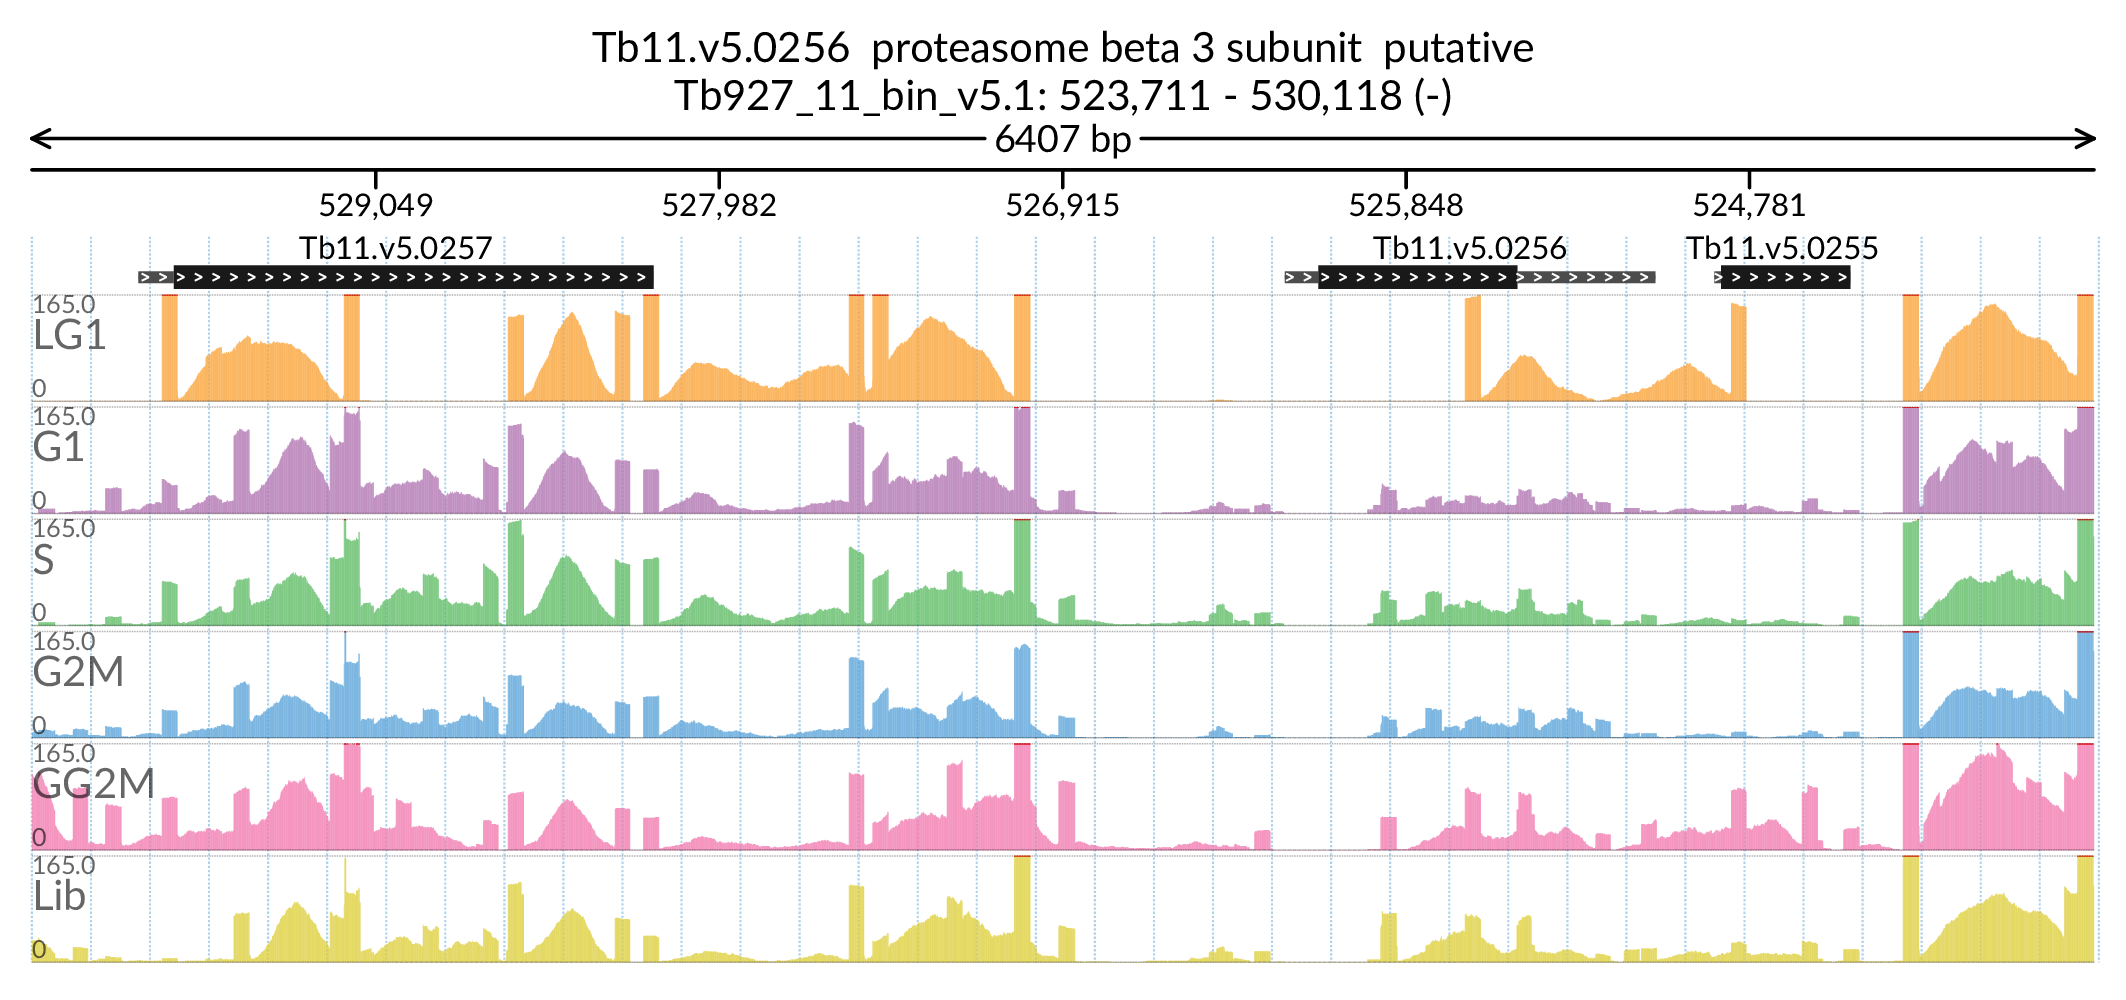 Tb11.v5.0256  proteasome beta 3 subunit  putative
Tb927_11_bin_v5.1: 523,711 - 530,118 (-)
6407 bp
529,049 527,982 526,915 525,848 524,781
Tb11.v5.0257 Tb11.v5.0256 Tb11.v5.0255
165.0
LG1
0
165.0
G1
0
165.0
S
0
165.0
G2M
0
165.0
GG2M
0
165.0
Lib
0